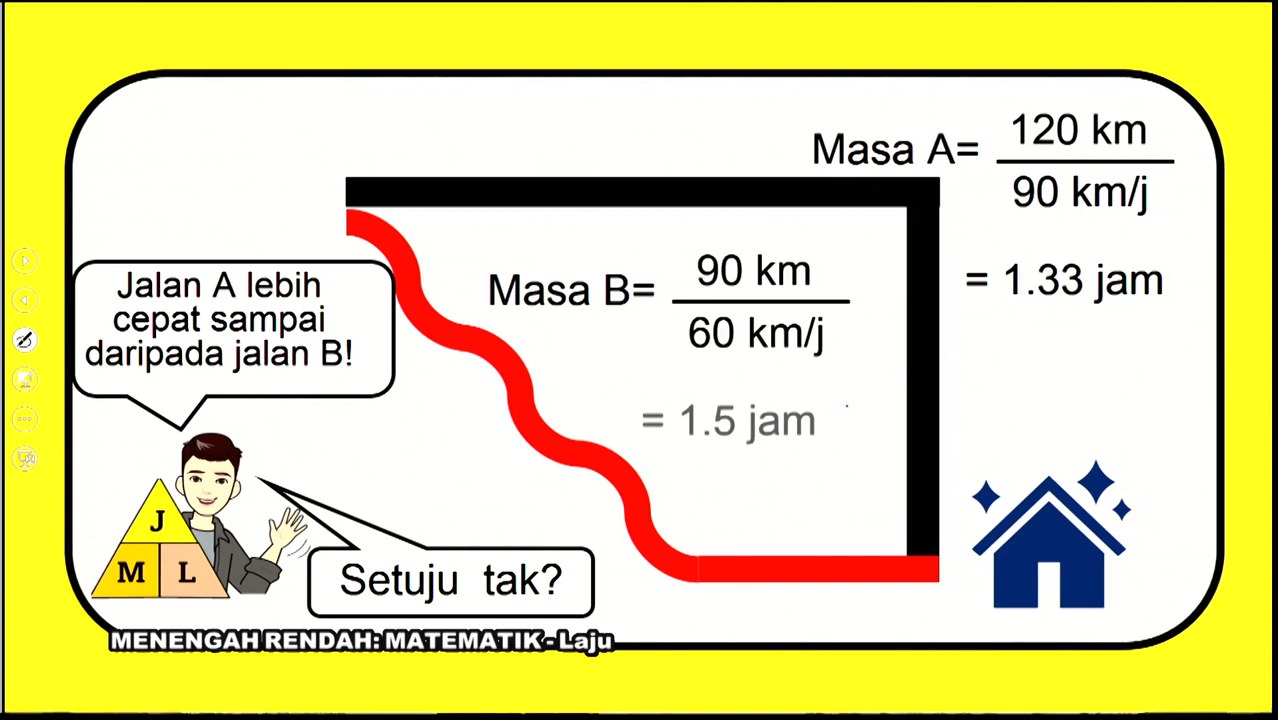 Masa A= 120 km
90 km/j
= 1.33 jam
Masa B= 90 km
60 km/j
= 1.5 jam
Jalan A lebih
cepat sampai
daripada jalan B!
J
M L
Setuju tak?
MENENGAH RENDAH: MATEMATIK - Laju